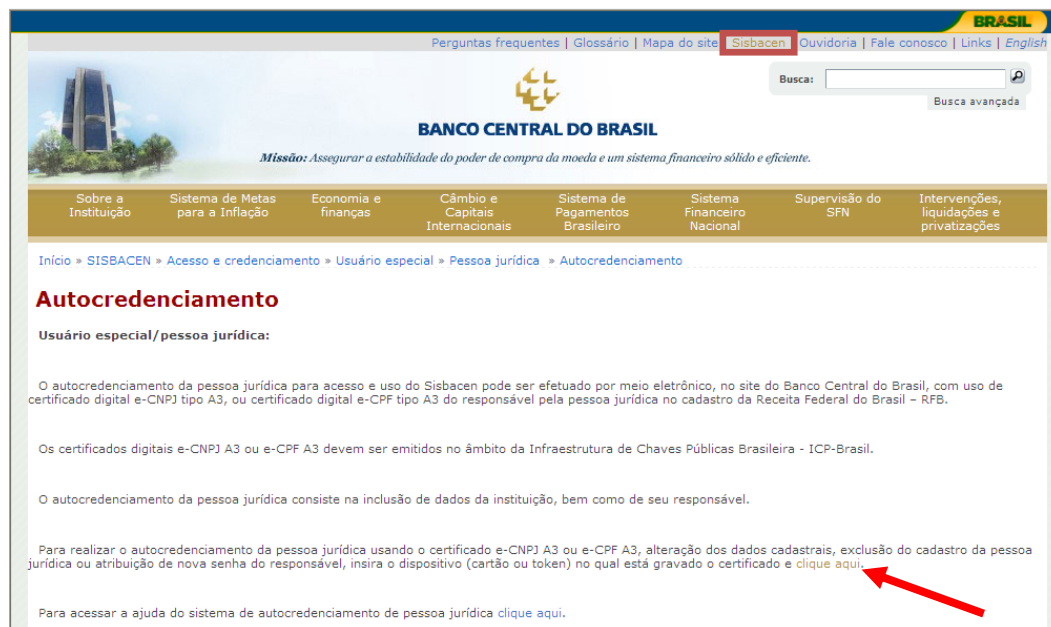 BRASIL
Perguntas frequentes | Glossário | Mapa do site Sisbacen Ouvidoria | Fale conosco | Links | English
Busca:
Busca avançada
BANCO CENTRAL DO BRASIL
Missão: Assegurar a estabilidade do poder de compra da moeda e um sistema financeiro sólido e eficiente.
Sobre a Instituição
Sistema de Metas para a Inflação
Economia e finanças
Câmbio e Capitais Internacionais
Sistema de Pagamentos Brasileiro
Sistema Financeiro Nacional
Supervisão do SFN
Intervenções, liquidações e privatizações
Início » SISBACEN » Acesso e credenciamento » Usuário especial » Pessoa jurídica » Autocredenciamento
Autocredenciamento
Usuário especial/pessoa jurídica:
O autocredenciamento da pessoa jurídica para acesso e uso do Sisbacen pode ser efetuado por meio eletrônico, no site do Banco Central do Brasil, com uso de
certificado digital e-CNPJ tipo A3, ou certificado digital e-CPF tipo A3 do responsável pela pessoa jurídica no cadastro da Receita Federal do Brasil – RFB.
Os certificados digitais e-CNPJ A3 ou e-CPF A3 devem ser emitidos no âmbito da Infraestrutura de Chaves Públicas Brasileira - ICP-Brasil.
O autocredenciamento da pessoa jurídica consiste na inclusão de dados da instituição, bem como de seu responsável.
Para realizar o autocredenciamento da pessoa jurídica usando o certificado e-CNPJ A3 ou e-CPF A3, alteração dos dados cadastrais, exclusão do cadastro da pessoa
jurídica ou atribuição de nova senha do responsável, insira o dispositivo (cartão ou token) no qual está gravado o certificado e clique aqui.
Para acessar a ajuda do sistema de autocredenciamento de pessoa jurídica clique aqui.